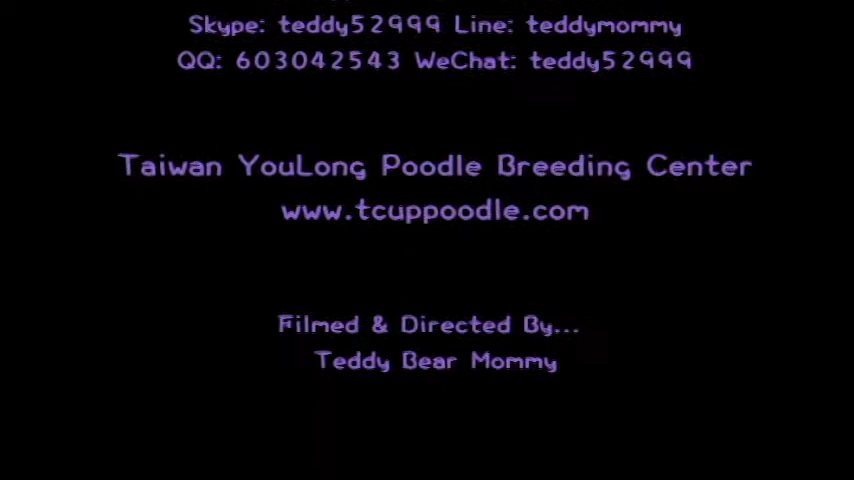 Skype: teddy52999 Line: teddymommy
QQ: 603042543 WeChat: teddy52999
Taiwan YouLong Poodle Breeding Center
www.tcuppoodle.com
Filmed & Directed By...
Teddy Bear Mommy